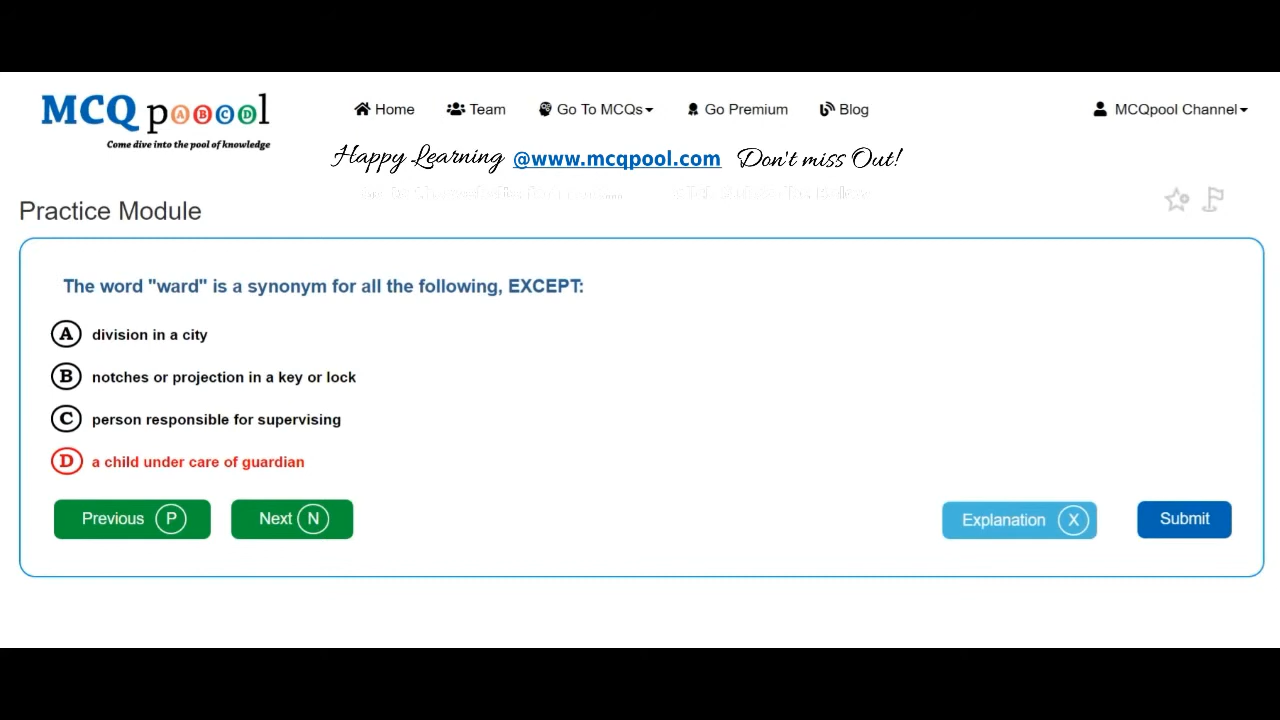 MCQ pooool
Come dive into the pool of knowledge
Home Team Go To MCQs Go Premium Blog MCQpool Channel
Happy Learning @www.mcqpool.com Don't miss Out!
Practice Module
The word "ward" is a synonym for all the following, EXCEPT:
A division in a city
B notches or projection in a key or lock
C person responsible for supervising
D a child under care of guardian
Previous P Next N Explanation X Submit